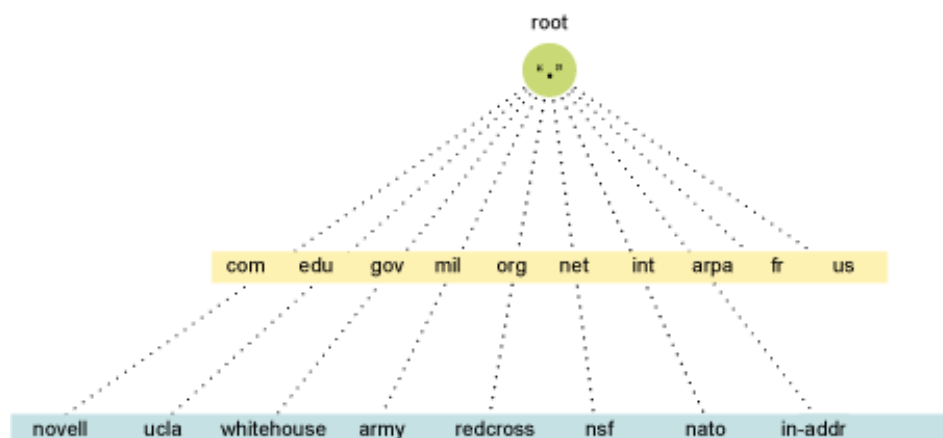 root
“.”
com edu gov mil org net int arpa fr us
novell ucla whitehouse army redcross nsf nato in-addr